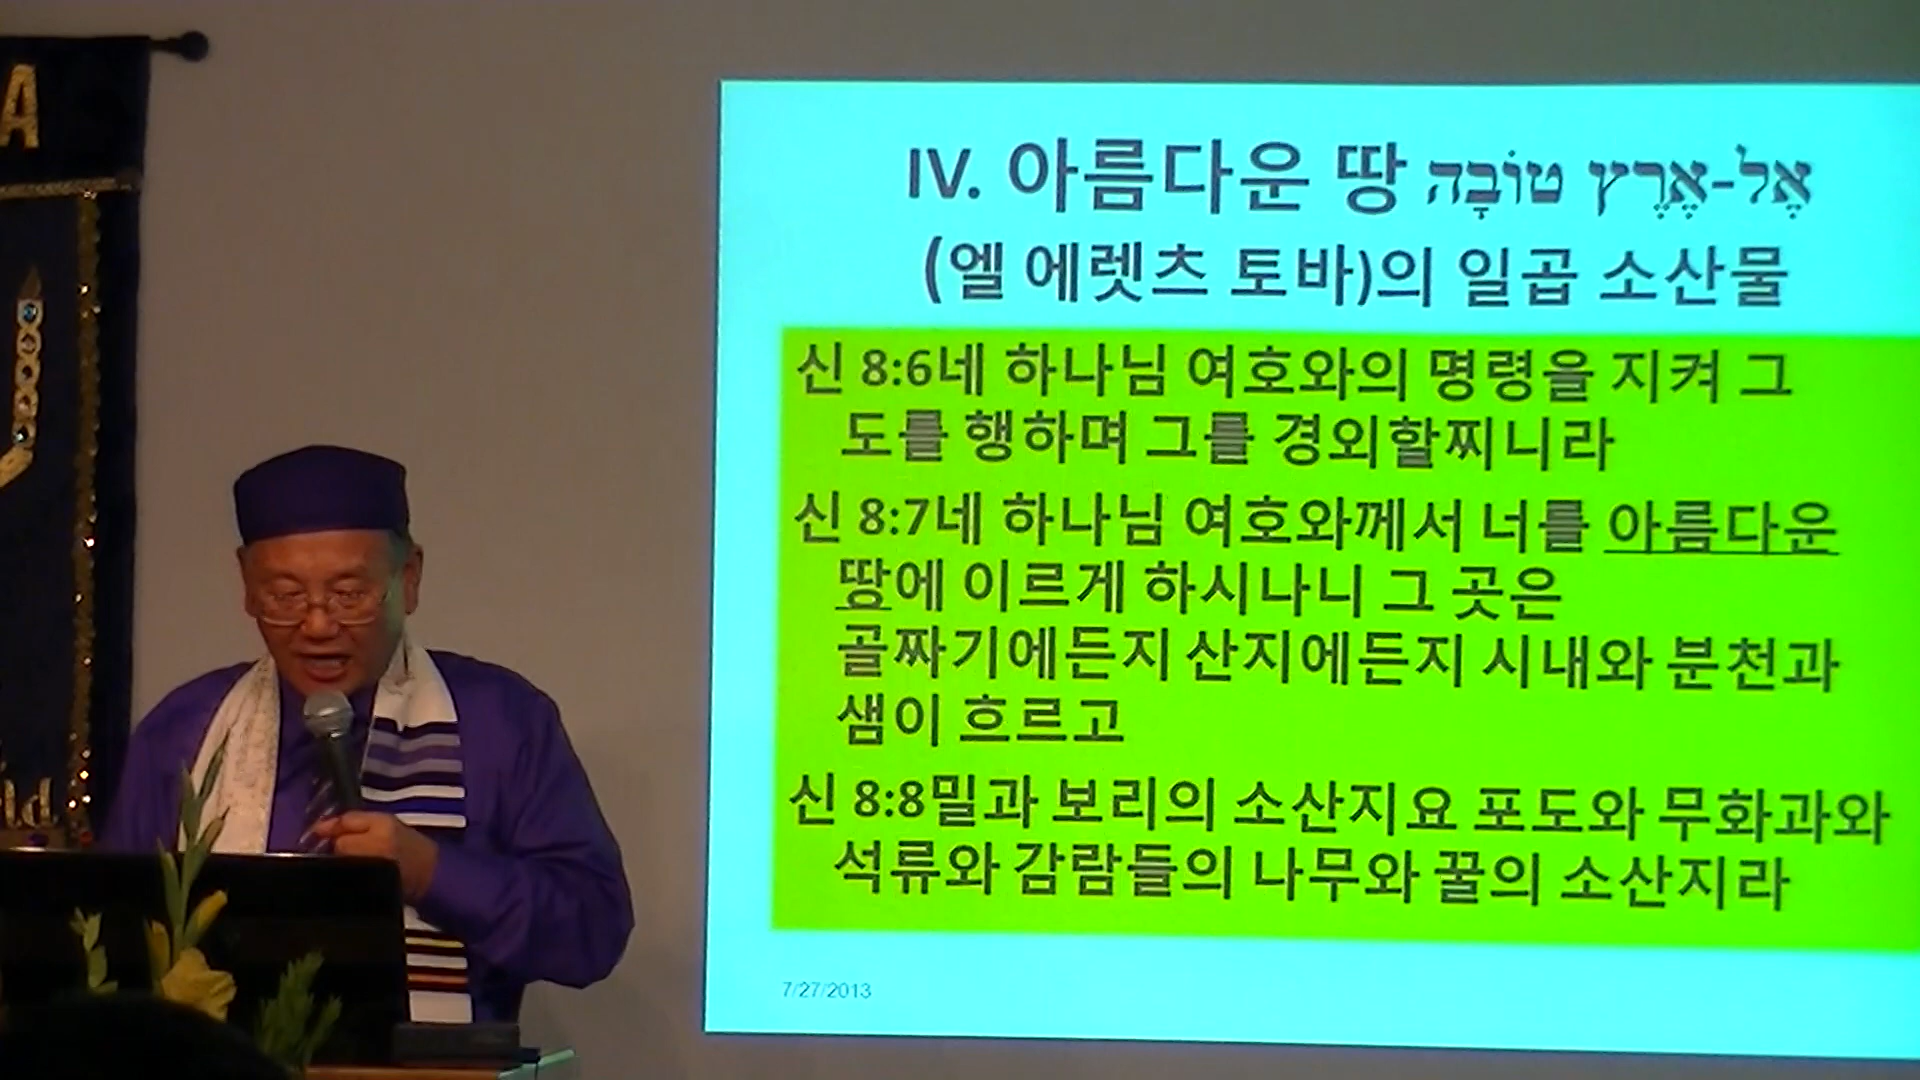 A
ld
IV. 아름다운 땅 אֶל-אֶרֶץ טוֹבָה
(엘 에렛츠 토바)의 일곱 소산물
신 8:6네 하나님 여호와의 명령을 지켜 그
도를 행하며 그를 경외할찌니라
신 8:7네 하나님 여호와께서 너를 아름다운
땅에 이르게 하시나니 그 곳은
골짜기에든지 산지에든지 시내와 분천과
샘이 흐르고
신 8:8밀과 보리의 소산지요 포도와 무화과와
석류와 감람들의 나무와 꿀의 소산지라
7/27/2013